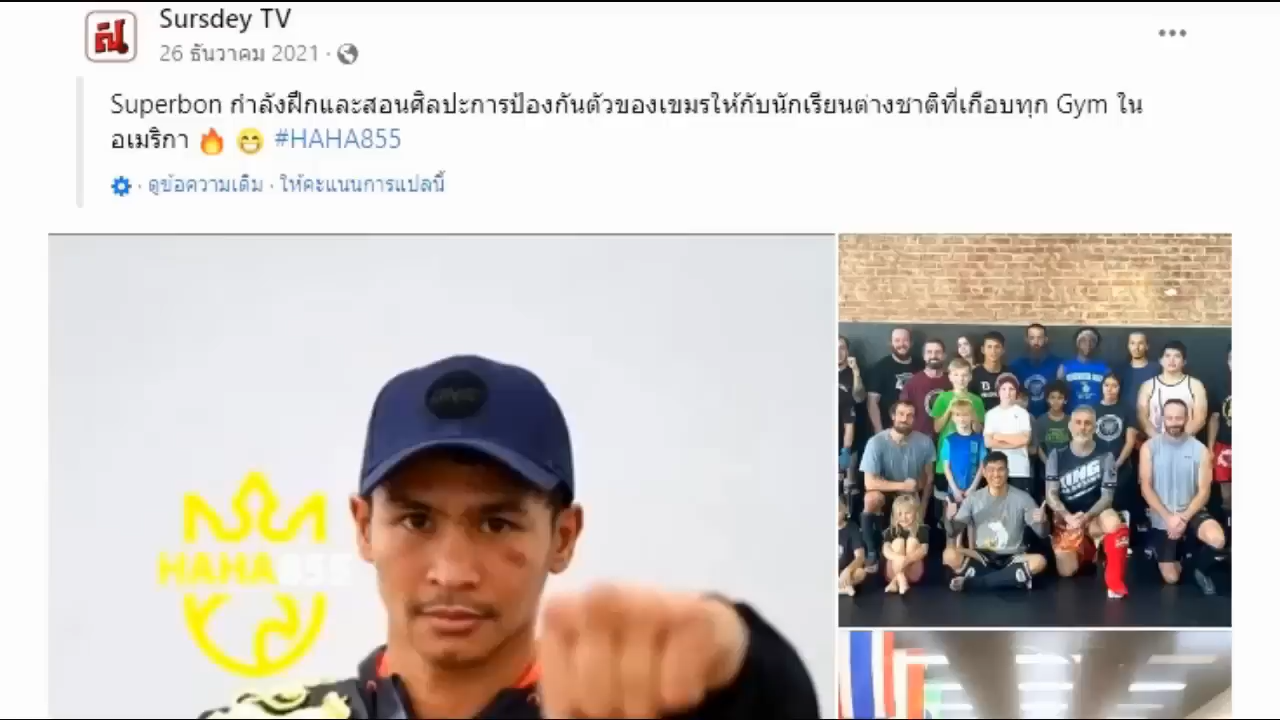 Sursdey TV
26 ธันวาคม 2021
Superbon กำลังฝึกและสอนศิลปะการป้องกันตัวของเขมรให้กับนักเรียนต่างชาติที่เกือบทุก Gym ใน
อเมริกา 🔥 😁 #HAHA855
· ดูข้อความเดิม · ให้คะแนนการแปลนี้
HAHA855